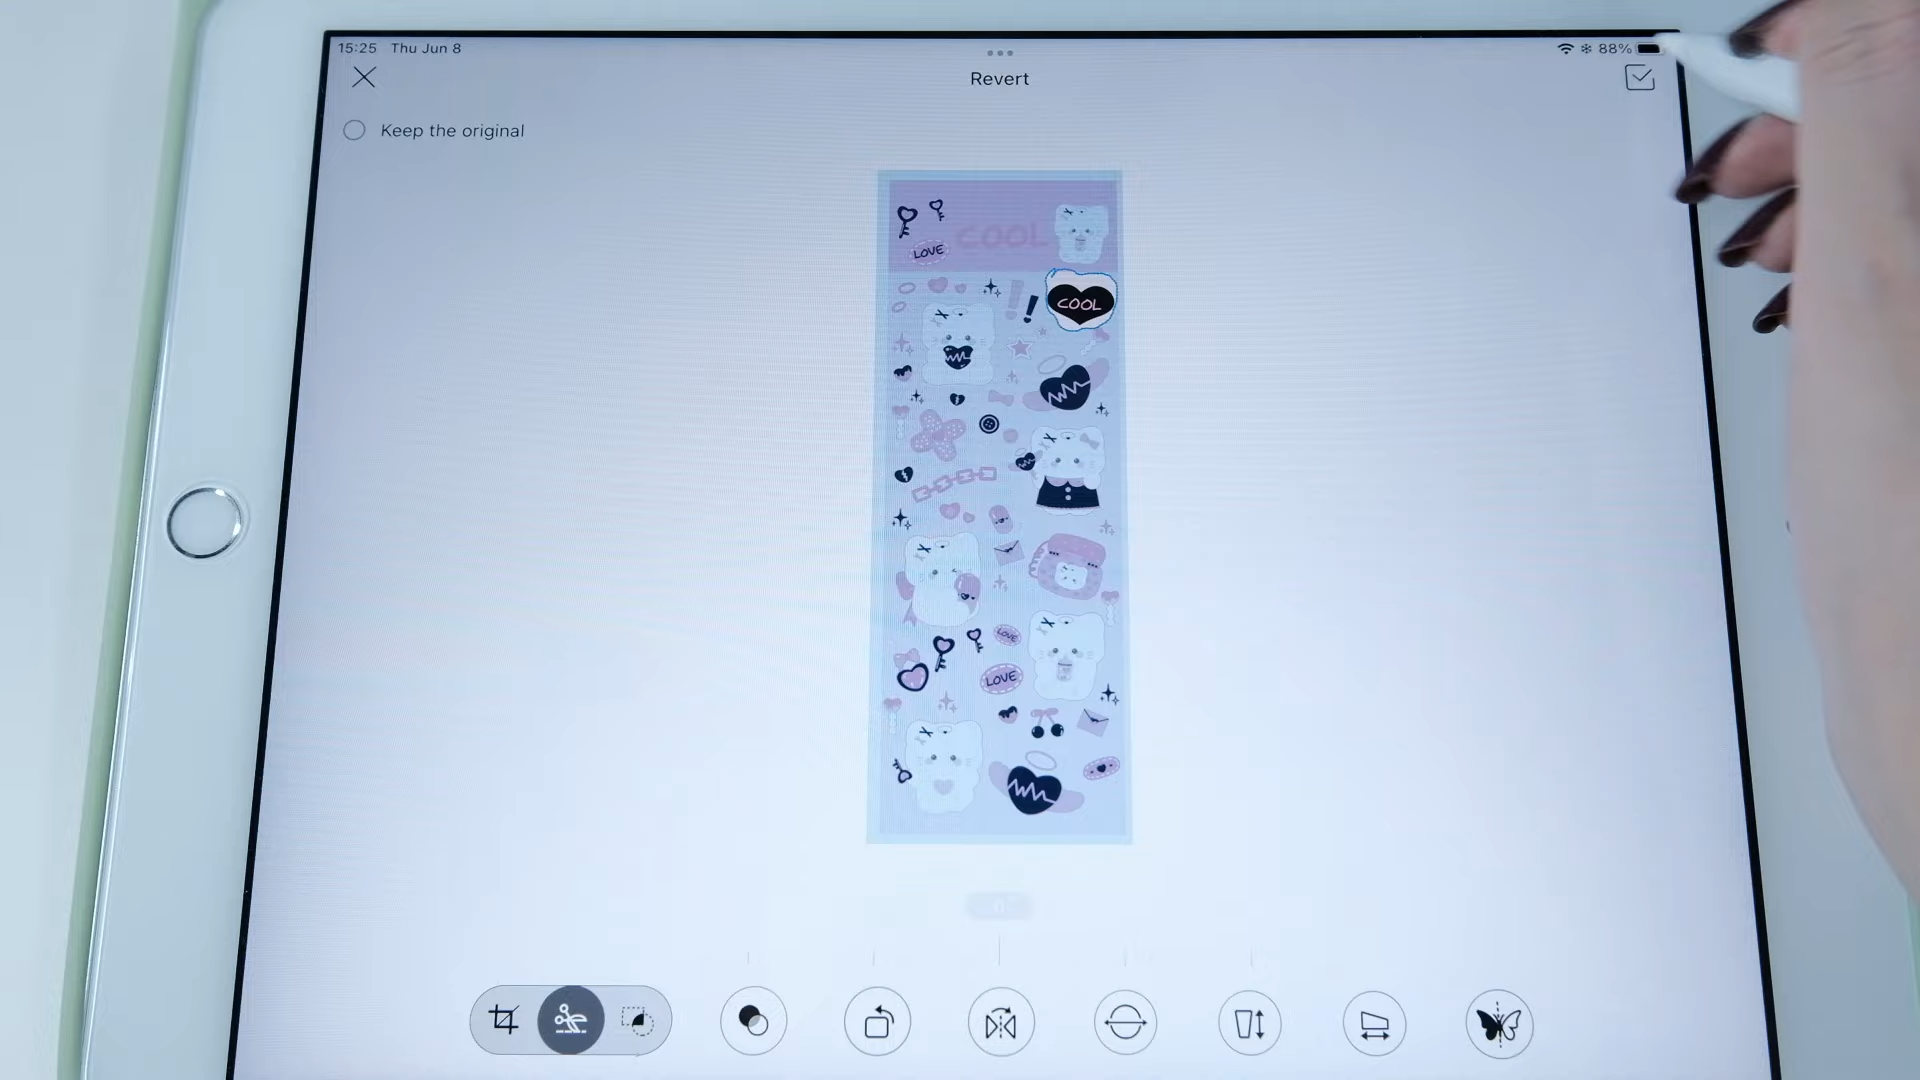 15:25 Thu Jun 8
88%
Revert
Keep the original
COOL
LOVE
COOL
LOVE
LOVE